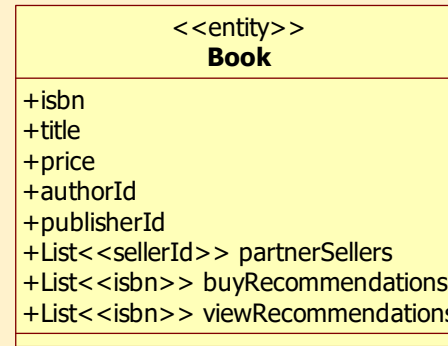 <<entity>>
Book
+isbn
+title
+price
+authorId
+publisherId
+List<<sellerId>> partnerSellers
+List<<isbn>> buyRecommendations
+List<<isbn>> viewRecommendations